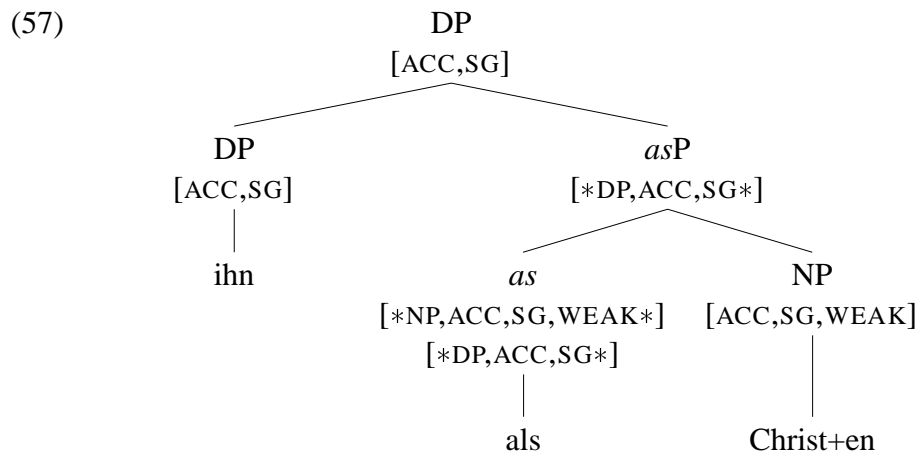 (57) DP
[ACC,SG]
DP asP
[ACC,SG] [∗DP,ACC,SG∗]
ihn as NP
[∗NP,ACC,SG,WEAK∗] [ACC,SG,WEAK]
[∗DP,ACC,SG∗]
als Christ+en